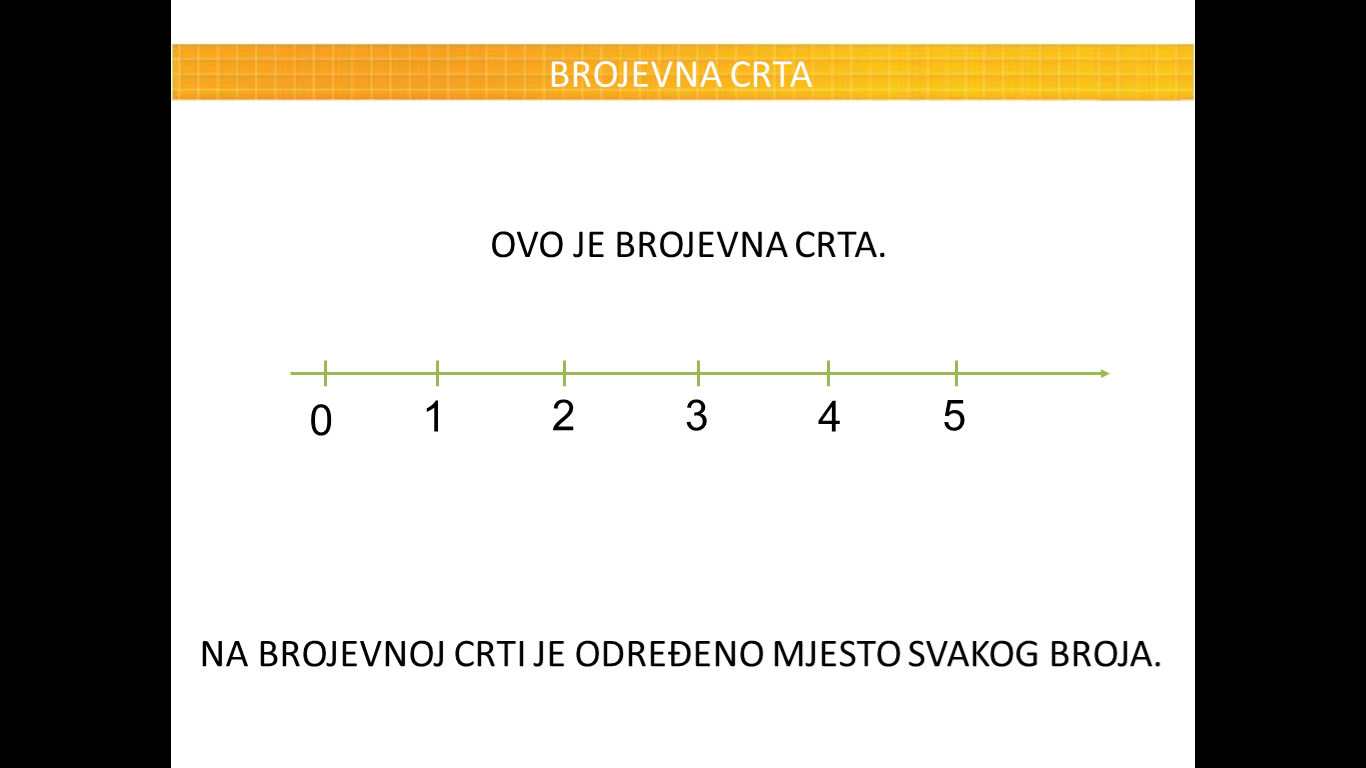 BROJEVNA CRTA
OVO JE BROJEVNA CRTA.
0 1 2 3 4 5
NA BROJEVNOJ CRTI JE ODREĐENO MJESTO SVAKOG BROJA.